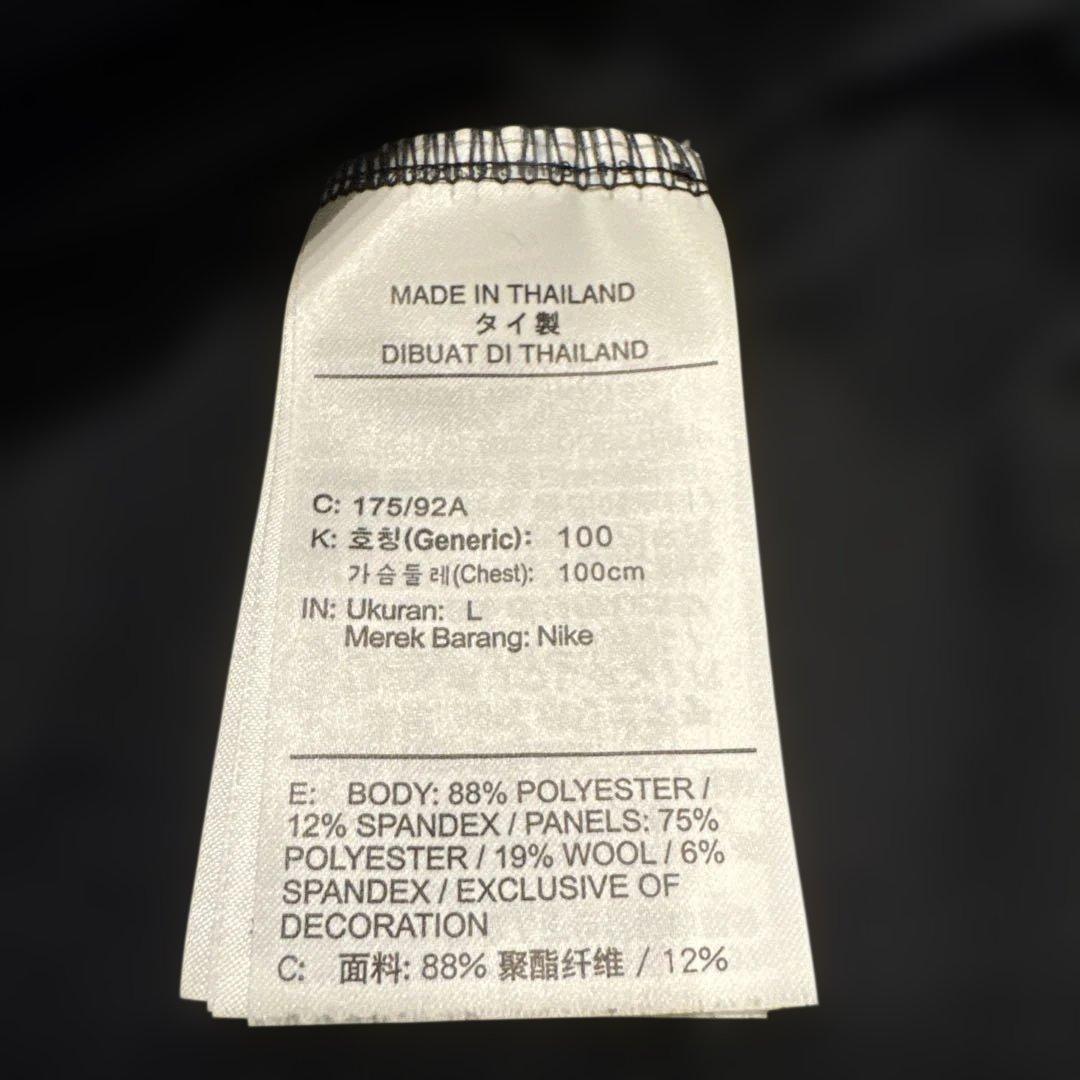 MADE IN THAILAND
タイ製
DIBUAT DI THAILAND
C: 175/92A
K: 호칭(Generic): 100
가슴둘레(Chest): 100cm
IN: Ukuran: L
Merek Barang: Nike
E: BODY: 88% POLYESTER /
12% SPANDEX / PANELS: 75%
POLYESTER / 19% WOOL / 6%
SPANDEX / EXCLUSIVE OF
DECORATION
C: 面料: 88% 聚酯纤维 / 12%